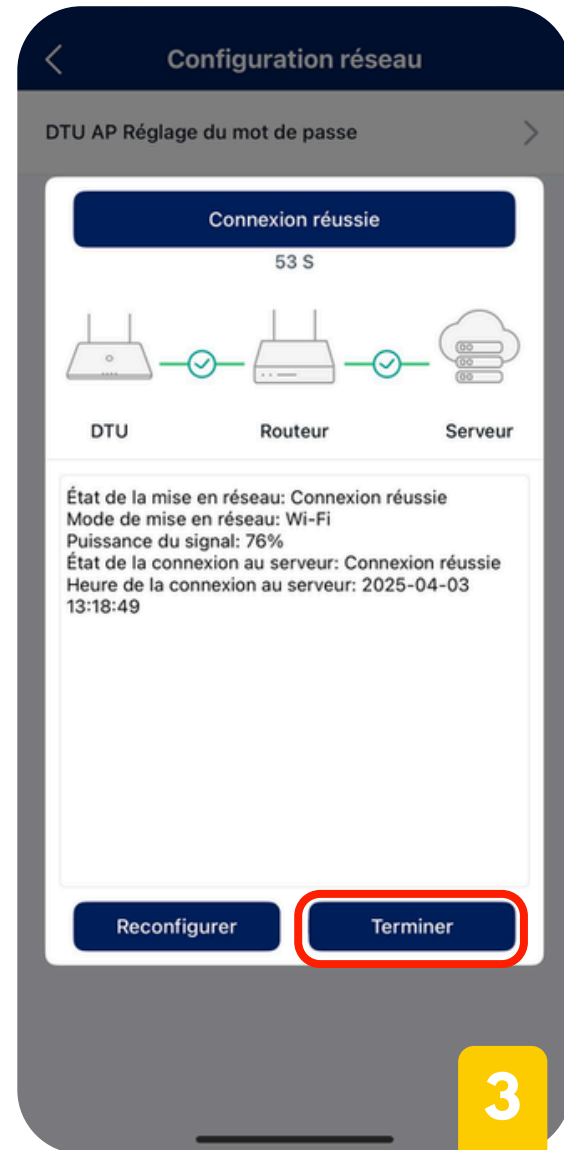 Configuration réseau
DTU AP Réglage du mot de passe
Connexion réussie
53 S
DTU Routeur Serveur
État de la mise en réseau: Connexion réussie
Mode de mise en réseau: Wi-Fi
Puissance du signal: 76%
État de la connexion au serveur: Connexion réussie
Heure de la connexion au serveur: 2025-04-03
13:18:49
Reconfigurer Terminer
3